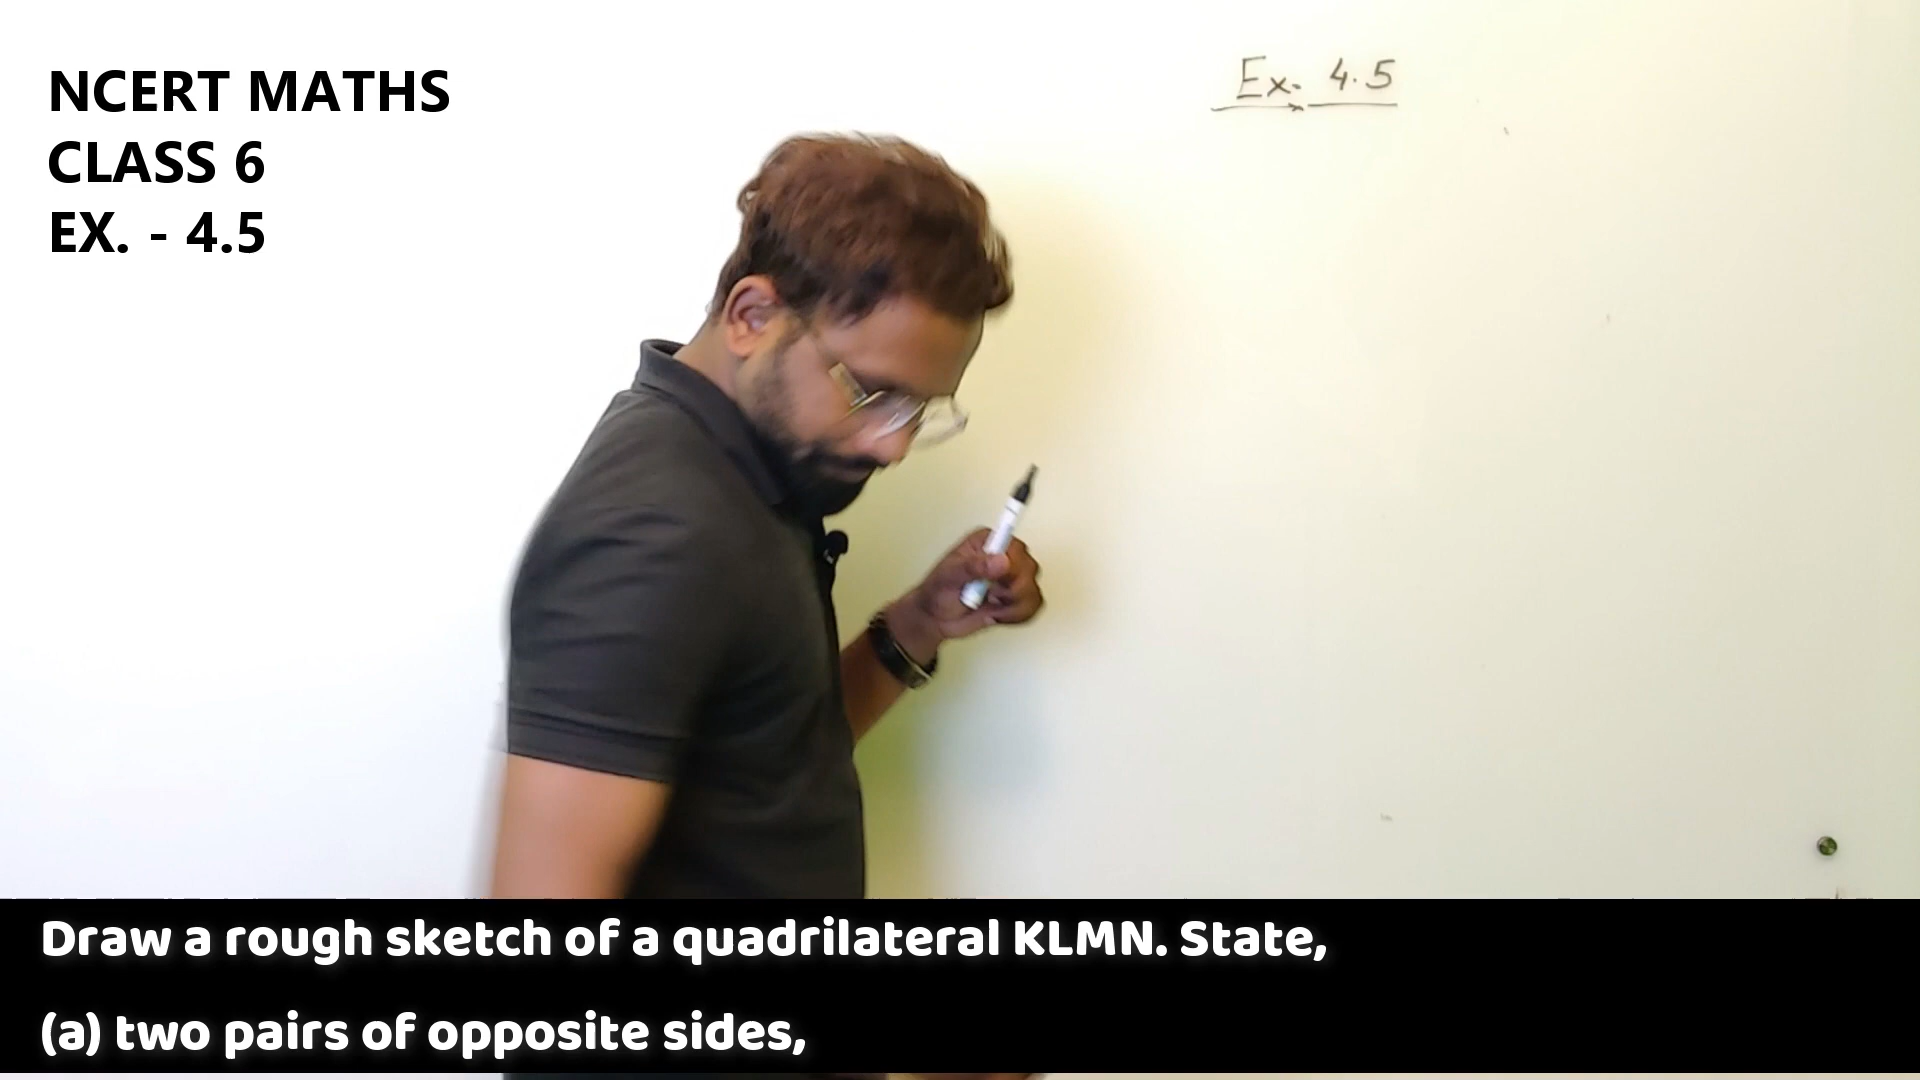 NCERT MATHS
CLASS 6
EX. - 4.5
Ex. 4.5
Draw a rough sketch of a quadrilateral KLMN. State,
(a) two pairs of opposite sides,